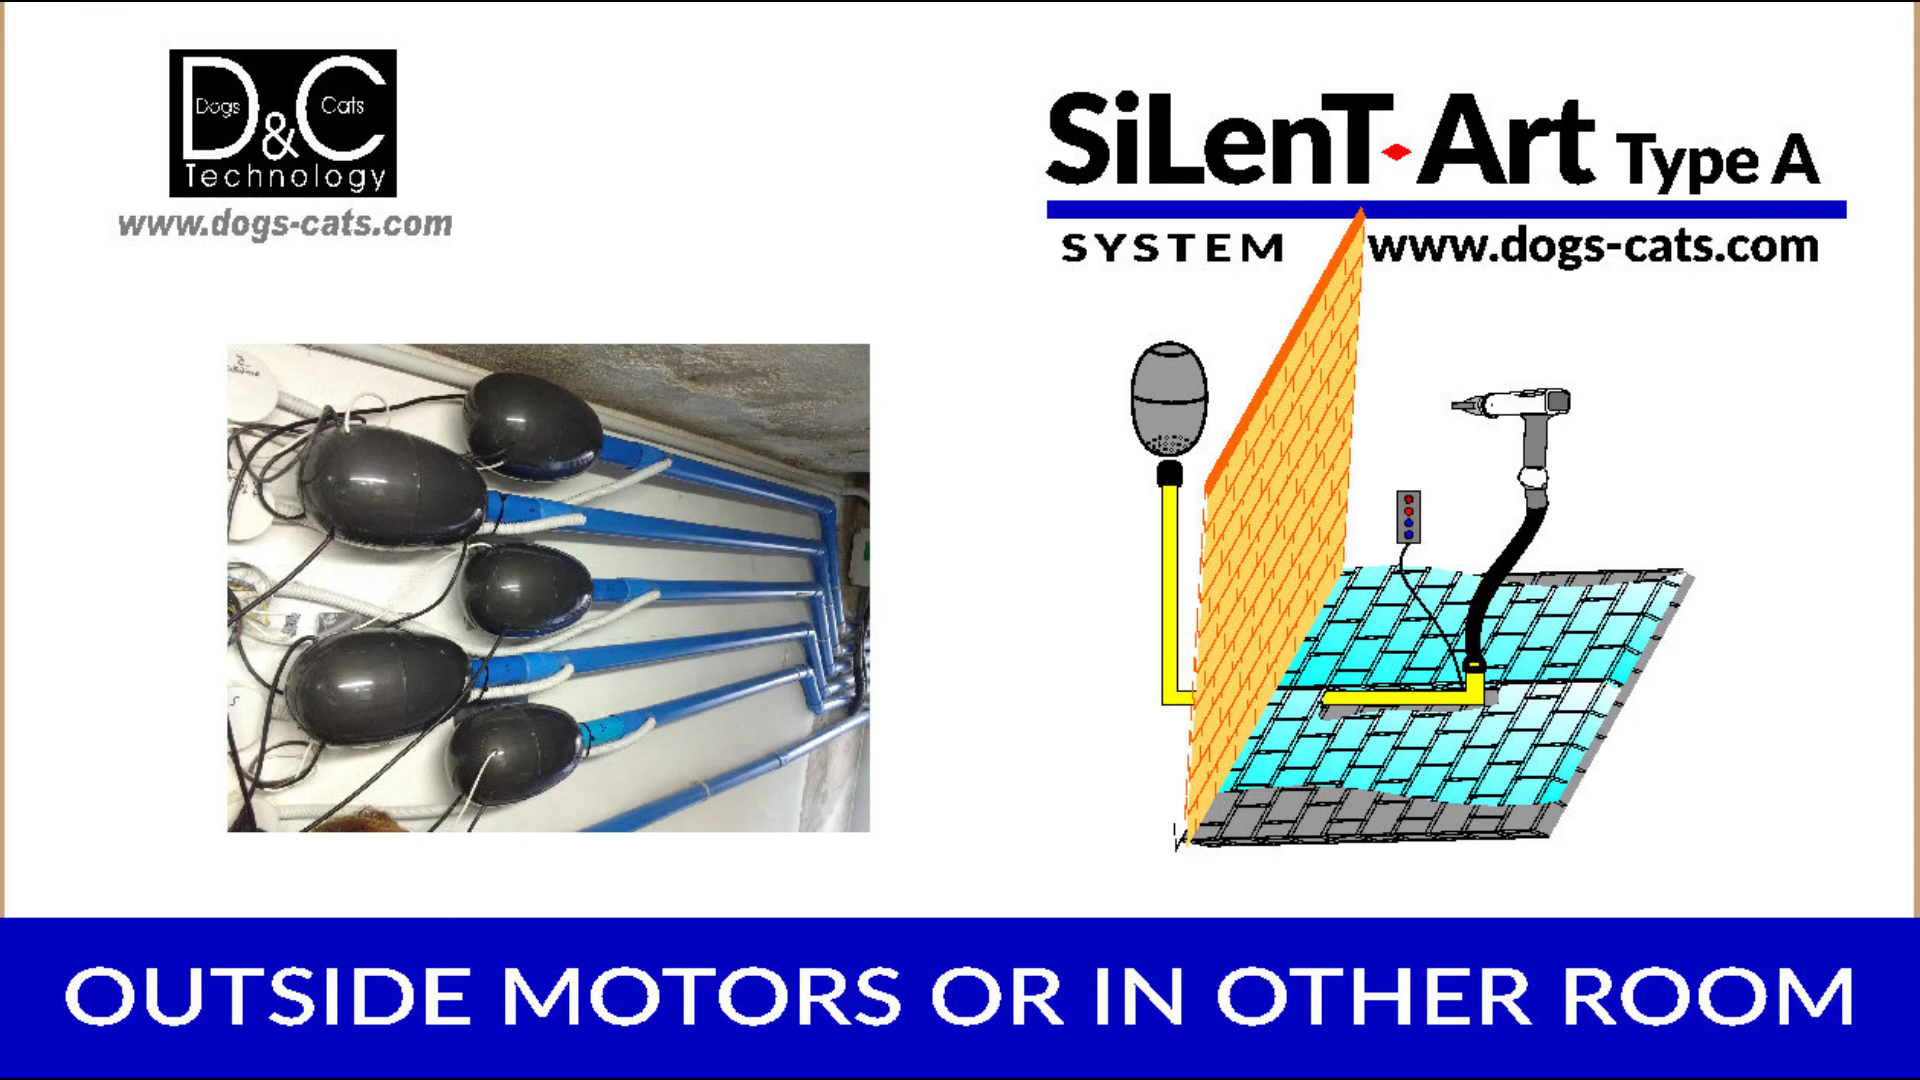 Dogs Cats
D&C
Technology
www.dogs-cats.com
SiLenT-Art Type A
SYSTEM www.dogs-cats.com
OUTSIDE MOTORS OR IN OTHER ROOM